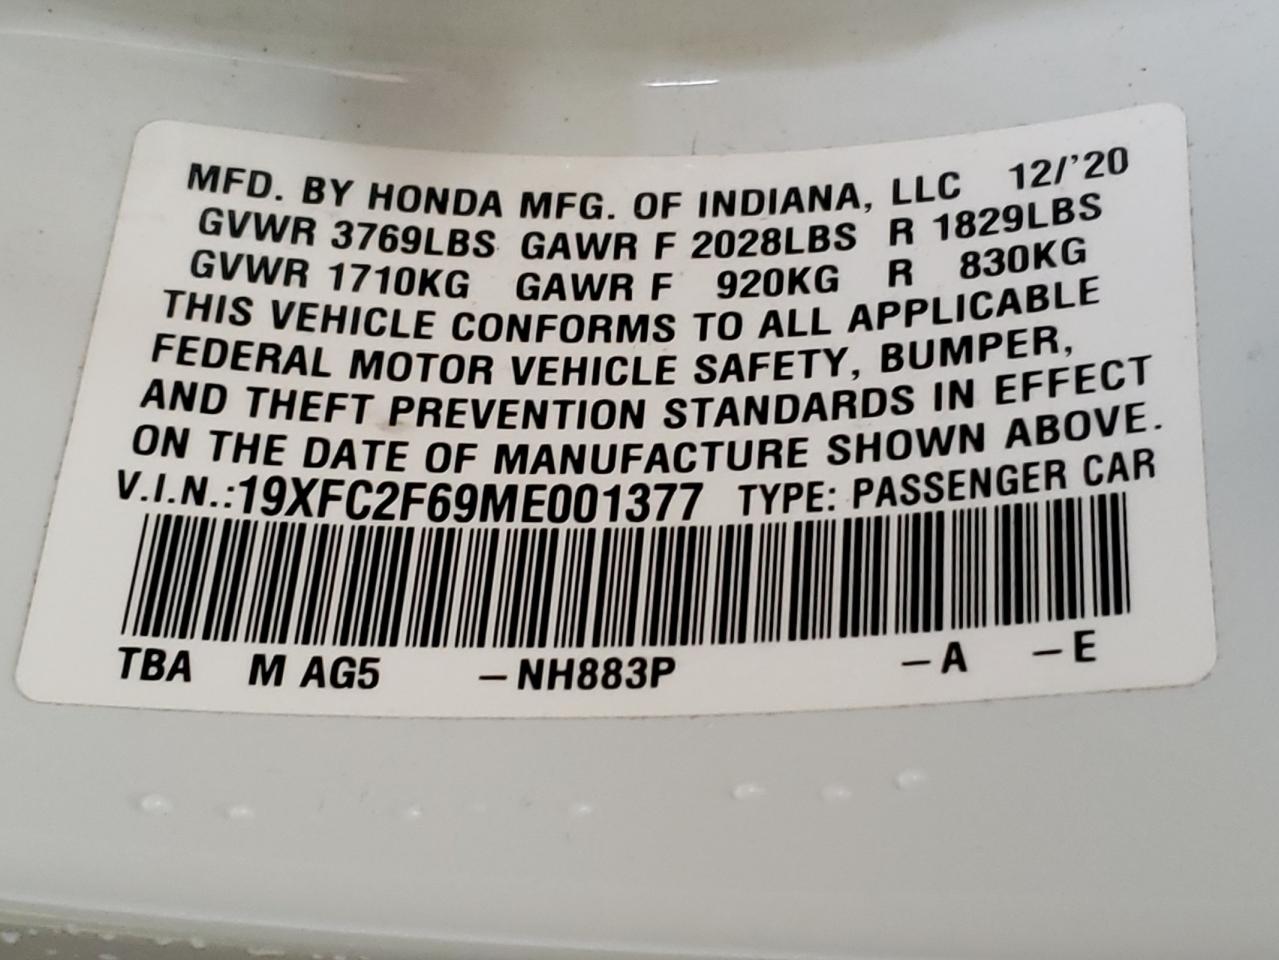 MFD. BY HONDA MFG. OF INDIANA, LLC 12/'20
GVWR 3769LBS GAWR F 2028LBS R 1829LBS
GVWR 1710KG GAWR F 920KG R 830KG
THIS VEHICLE CONFORMS TO ALL APPLICABLE
FEDERAL MOTOR VEHICLE SAFETY, BUMPER,
AND THEFT PREVENTION STANDARDS IN EFFECT
ON THE DATE OF MANUFACTURE SHOWN ABOVE.
V.I.N.:19XFC2F69ME001377 TYPE: PASSENGER CAR
TBA M AG5 –NH883P –A –E